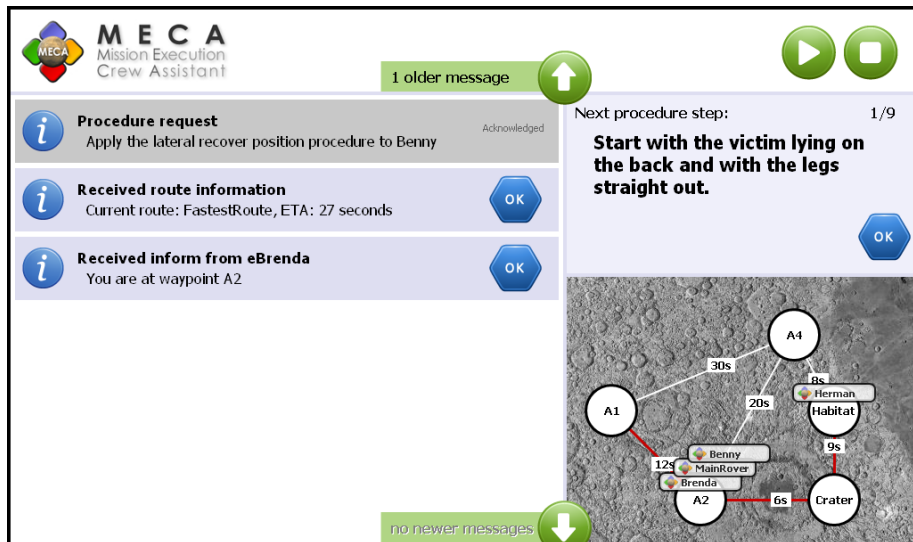 MECA
M E C A
Mission Execution
Crew Assistant
1 older message
Procedure request
Apply the lateral recover position procedure to Benny
Acknowledged
Received route information
Current route: FastestRoute, ETA: 27 seconds
OK
Received inform from eBrenda
You are at waypoint A2
OK
no newer messages
Next procedure step:
1/9
Start with the victim lying on
the back and with the legs
straight out.
OK
A4
30s
8s
Herman
A1
20s
Habitat
Benny
9s
12s
MainRover
Brenda
A2
6s
Crater